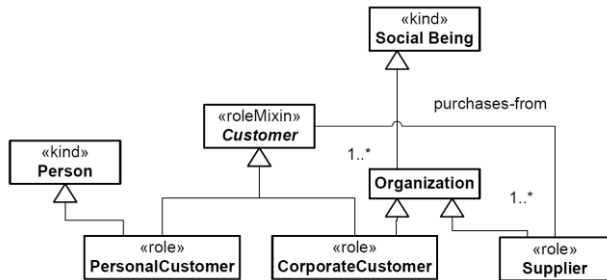 «kind»
Social Being
purchases-from
«roleMixin»
Customer
«kind»
Person
1..*
Organization
1..*
«role»
PersonalCustomer
«role»
CorporateCustomer
«role»
Supplier